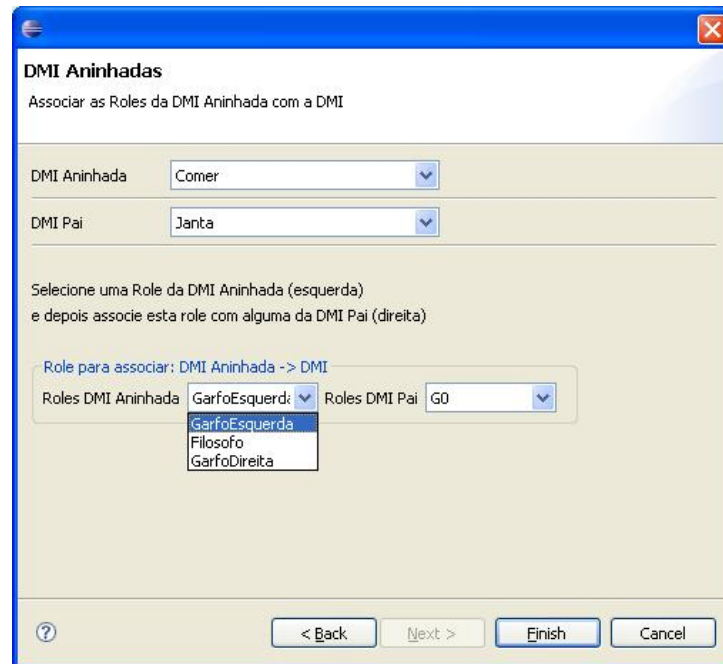 DMI Aninhadas
Associar as Roles da DMI Aninhada com a DMI
DMI Aninhada Comer
DMI Pai Janta
Selecione uma Role da DMI Aninhada (esquerda)
e depois associe esta role com alguma da DMI Pai (direita)
Role para associar: DMI Aninhada -> DMI
Roles DMI Aninhada GarfoEsquerda Roles DMI Pai G0
GarfoEsquerda
Filosofo
GarfoDireita
? < Back Next > Finish Cancel